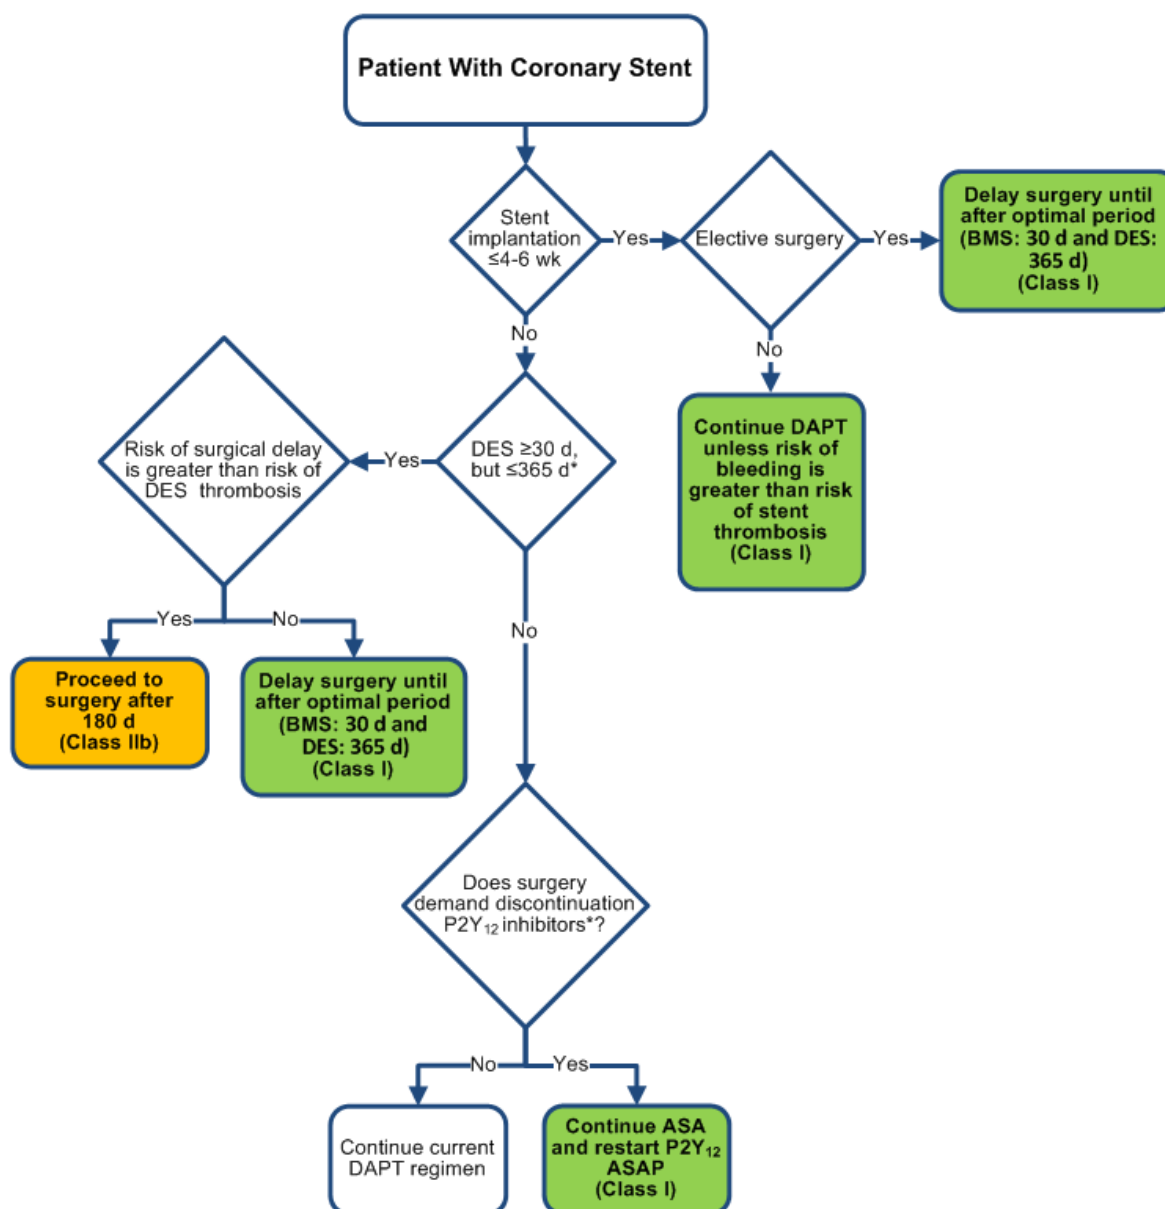 Patient With Coronary Stent
Stent
implantation
≤4-6 wk
Yes
Elective surgery
Yes
Delay surgery until
after optimal period
(BMS: 30 d and DES:
365 d)
(Class I)
No
No
Continue DAPT
unless risk of
bleeding is
greater than risk
of stent
thrombosis
(Class I)
DES ≥30 d,
but ≤365 d*
Yes
Risk of surgical delay
is greater than risk of
DES thrombosis
Yes
No
Proceed to
surgery after
180 d
(Class IIb)
Delay surgery until
after optimal period
(BMS: 30 d and
DES: 365 d)
(Class I)
No
Does surgery
demand discontinuation
P2Y₁₂ inhibitors*?
No
Yes
Continue current
DAPT regimen
Continue ASA
and restart P2Y₁₂
ASAP
(Class I)